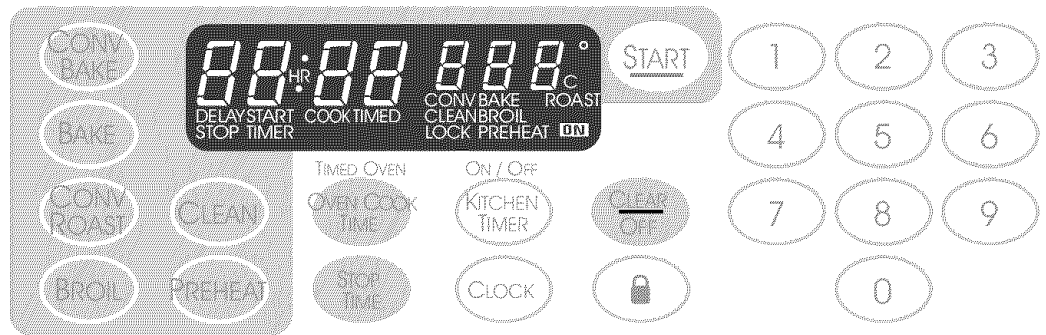 CONV
BAKE
BAKE
CONV
ROAST
CLEAN
BROIL
PREHEAT
88:88 888°
HR
C
CONV BAKE ROAST
DELAY START COOK TIMED CLEAN BROIL
STOP TIMER LOCK PREHEAT ON
START
TIMED OVEN
OVEN COOK
TIME
STOP
TIME
ON / OFF
KITCHEN
TIMER
CLOCK
CLEAR
OFF
1 2 3
4 5 6
7 8 9
0